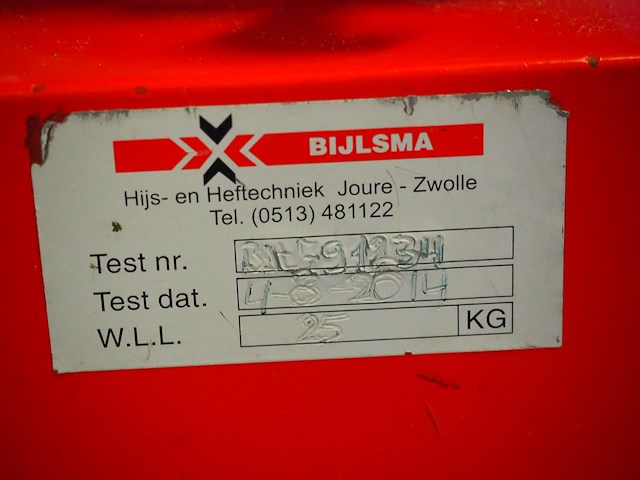 BIJLSMA
Hijs- en Heftechniek Joure - Zwolle
Tel. (0513) 481122
Test nr.
Test dat. 4-8-2014
W.L.L. 25 KG